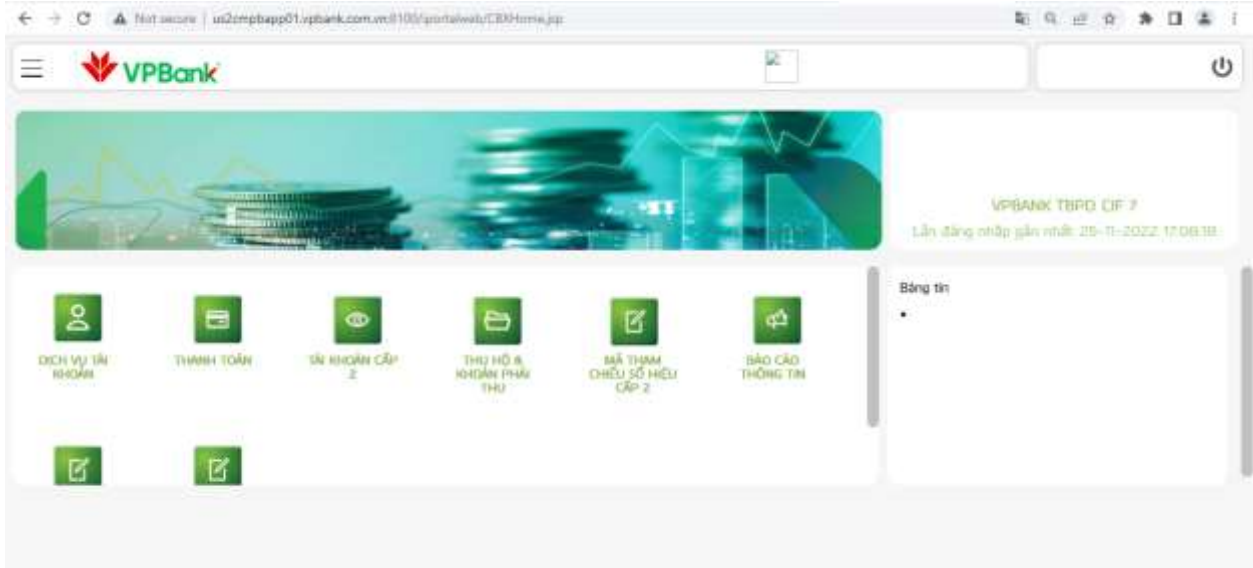 Not secure | us2cmpbapp01.vpbank.com.vn:8100/portalweb/CBXHome.jsp
VPBank
VPBANK TBPD CIF 7
Lần đăng nhập gần nhất: 25-11-2022 17:08:18
DỊCH VỤ TÀI
KHOẢN
THANH TOÁN
TÀI KHOẢN CẤP
2
THU HỘ &
KHOẢN PHẢI
THU
MÃ THAM
CHIẾU SỐ HIỆU
CẤP 2
BÁO CÁO
THÔNG TIN
Bảng tin